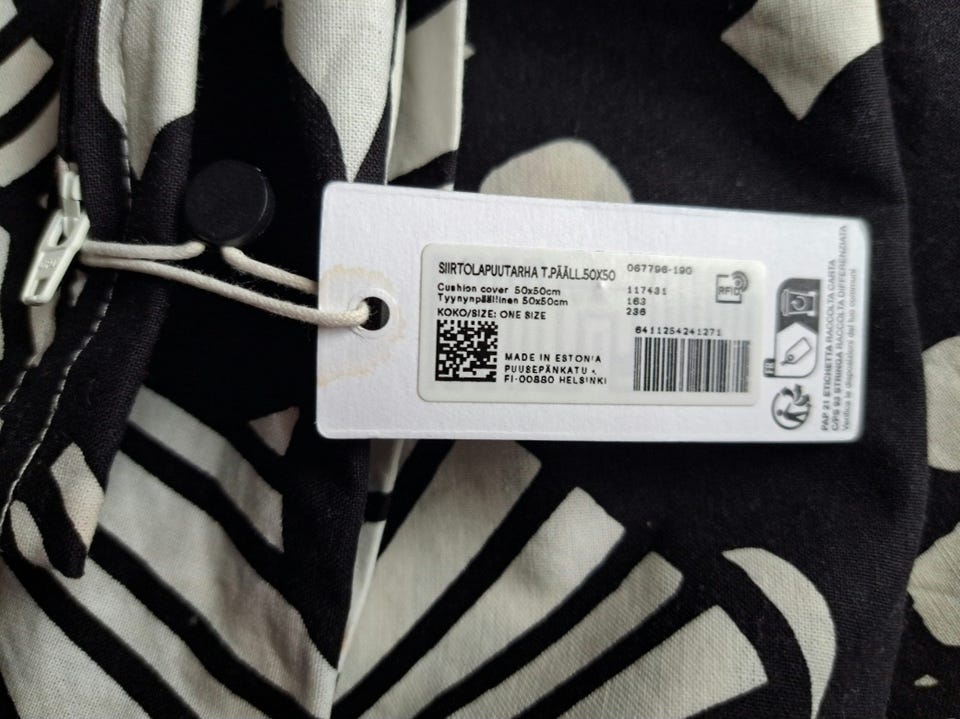 SIIRTOLAPUUTARHA T.PÄÄLL.50X50
067796-190
Cushion cover 50x50cm
117431
Tyynynpäällinen 50x50cm
163
KOKO/SIZE: ONE SIZE
236
6411254241271
MADE IN ESTONIA
PUUSEPÄNKATU
FI-00880 HELSINKI
RFID
FR
PAP 21 ETICHETTA RACCOLTA CARTA
C/PS 93 STRINGA RACCOLTA DIFFERENZIATA
Verifica le disposizioni del tuo comune!